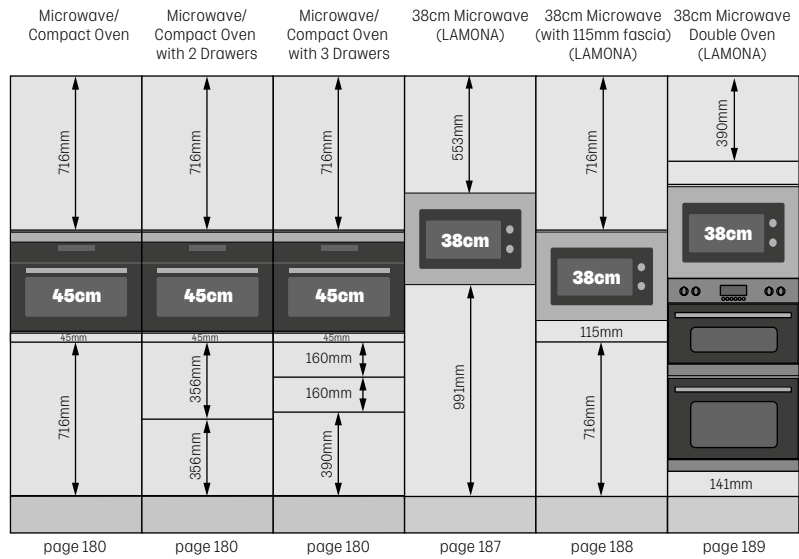 Microwave/
Compact Oven
Microwave/
Compact Oven
with 2 Drawers
Microwave/
Compact Oven
with 3 Drawers
38cm Microwave
(LAMONA)
38cm Microwave
(with 115mm fascia)
(LAMONA)
38cm Microwave
Double Oven
(LAMONA)
716mm
45cm
45mm
716mm
page 180
716mm
45cm
45mm
356mm
356mm
page 180
716mm
45cm
45mm
160mm
160mm
390mm
page 180
553mm
38cm
991mm
page 187
716mm
38cm
115mm
716mm
page 188
390mm
38cm
141mm
page 189